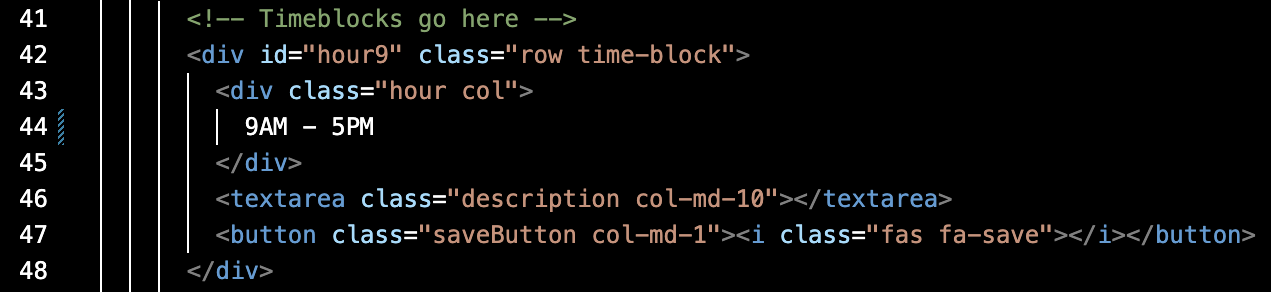 41 <!-- Timeblocks go here -->
42 <div id="hour9" class="row time-block">
43 <div class="hour col">
44 9AM - 5PM
45 </div>
46 <textarea class="description col-md-10"></textarea>
47 <button class="saveButton col-md-1"><i class="fas fa-save"></i></button>
48 </div>